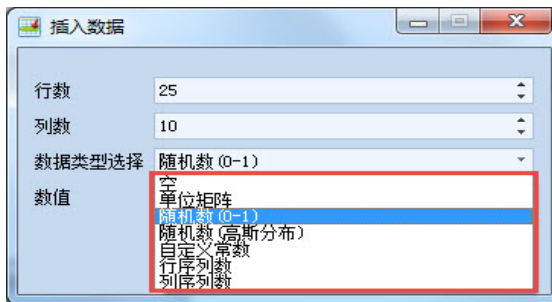 插入数据
行数 25
列数 10
数据类型选择 随机数(0-1)
数值
空
单位矩阵
随机数(0-1)
随机数(高斯分布)
自定义常数
行序列数
列序列数